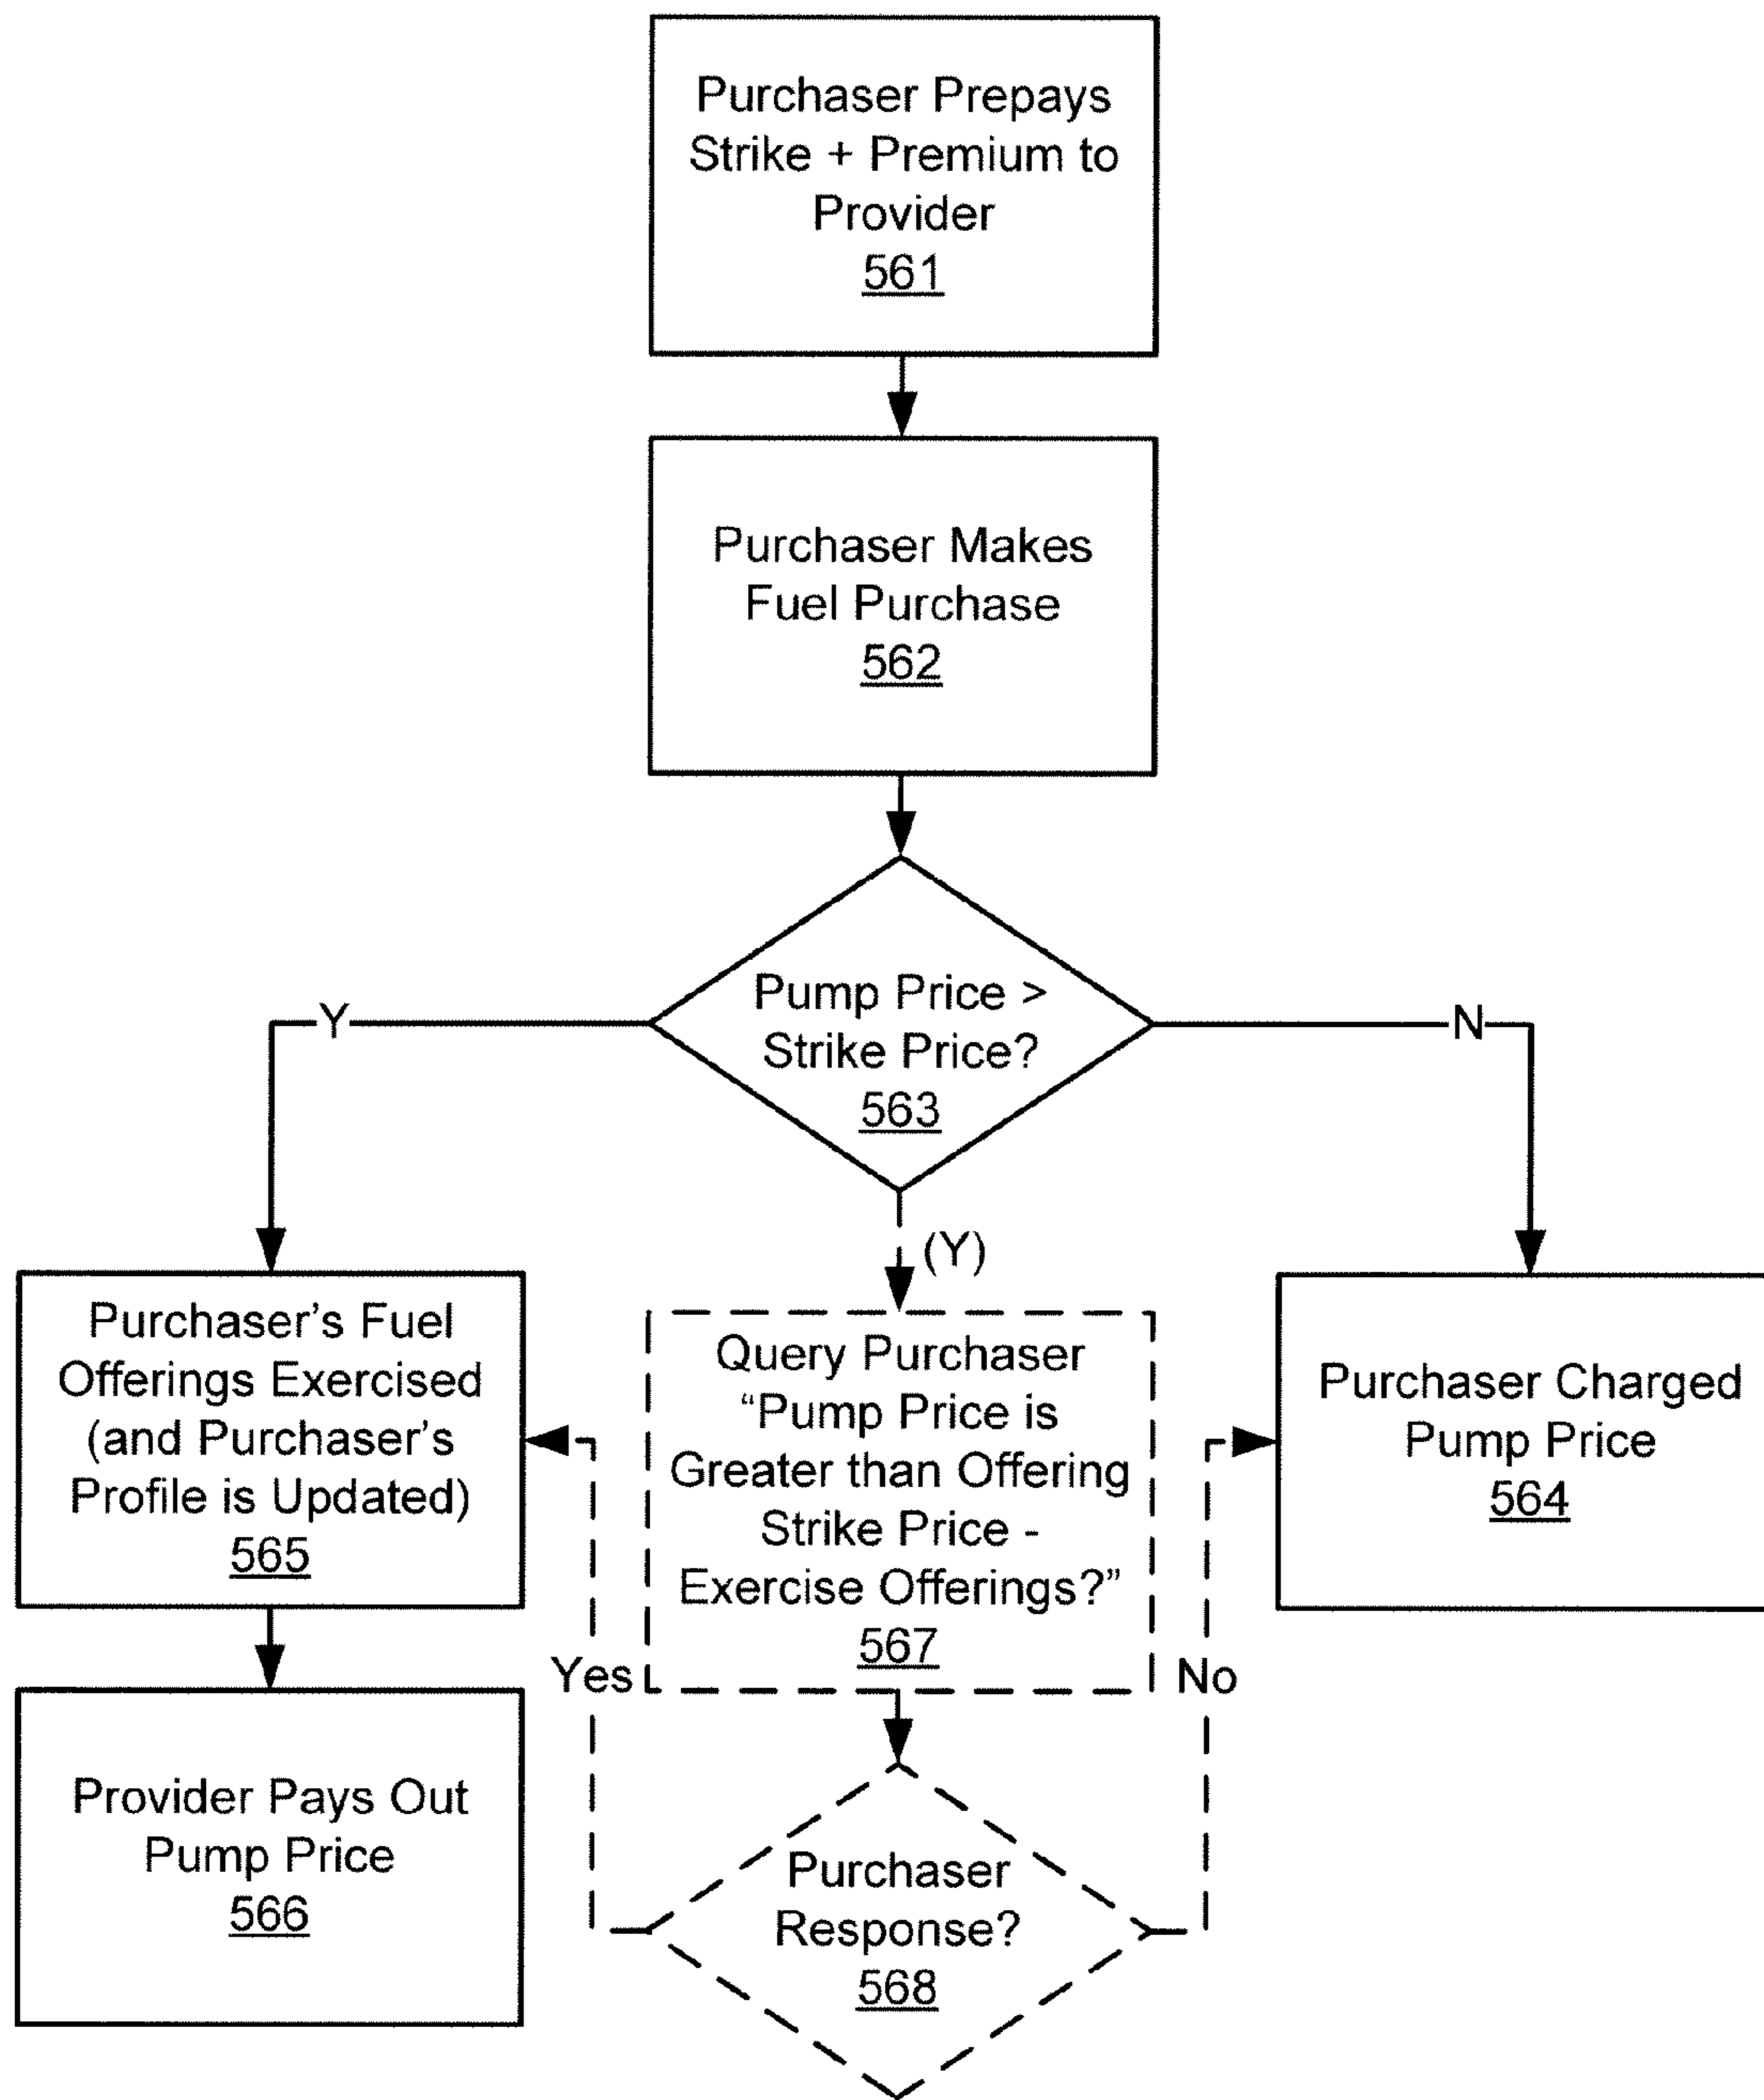 Purchaser Prepays
Strike + Premium to
Provider
561
Purchaser Makes
Fuel Purchase
562
Pump Price >
Strike Price?
563
Y
N
(Y)
Purchaser’s Fuel
Offerings Exercised
(and Purchaser’s
Profile is Updated)
565
Query Purchaser
“Pump Price is
Greater than Offering
Strike Price -
Exercise Offerings?”
567
Purchaser Charged
Pump Price
564
Yes
No
Provider Pays Out
Pump Price
566
Purchaser
Response?
568